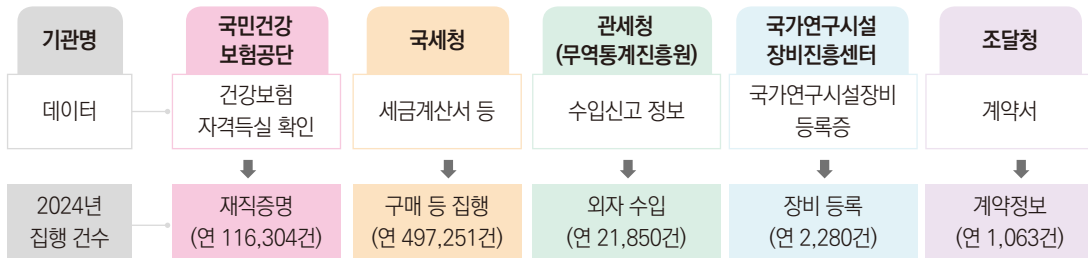 기관명
국민건강
보험공단
국세청
관세청
(무역통계진흥원)
국가연구시설
장비진흥센터
조달청
데이터
건강보험
자격득실 확인
세금계산서 등
수입신고 정보
국가연구시설장비
등록증
계약서
2024년
집행 건수
재직증명
(연 116,304건)
구매 등 집행
(연 497,251건)
외자 수입
(연 21,850건)
장비 등록
(연 2,280건)
계약정보
(연 1,063건)